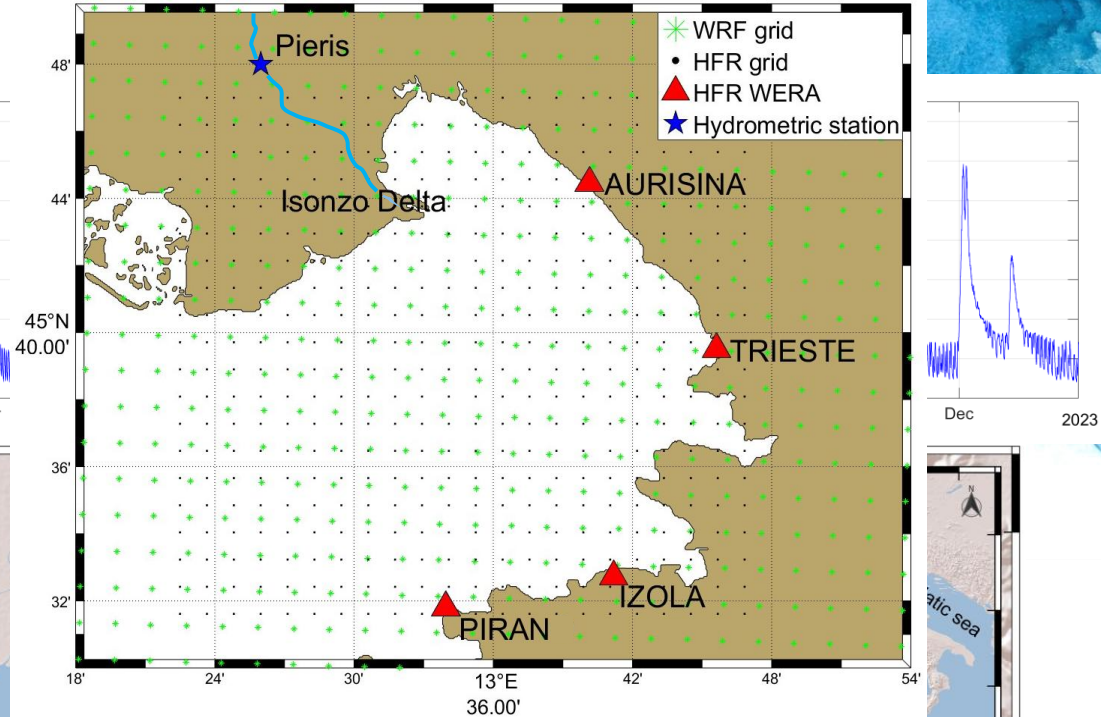 WRF grid
HFR grid
HFR WERA
Hydrometric station
Pieris
48'
AURISINA
Isonzo Delta
44'
45°N
40.00'
TRIESTE
Dec
2023
36'
N
IZOLA
32'
PIRAN
atic sea
18'
24'
30'
13°E
36.00'
42'
48'
54'